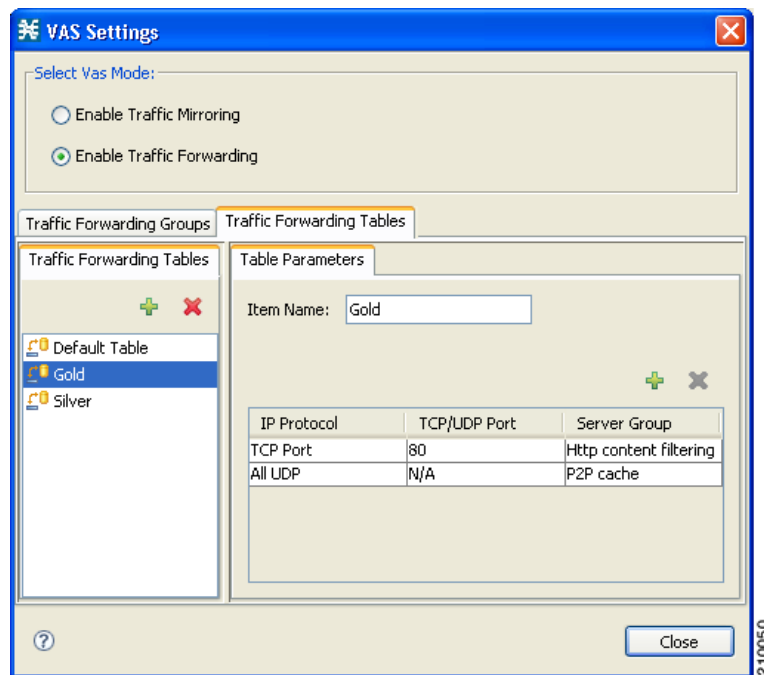 VAS Settings
Select Vas Mode:
Enable Traffic Mirroring
Enable Traffic Forwarding
Traffic Forwarding Groups
Traffic Forwarding Tables
Traffic Forwarding Tables
Default Table
Gold
Silver
Table Parameters
Item Name: Gold
IP Protocol TCP/UDP Port Server Group
TCP Port 80 Http content filtering
All UDP N/A P2P cache
? Close
210050